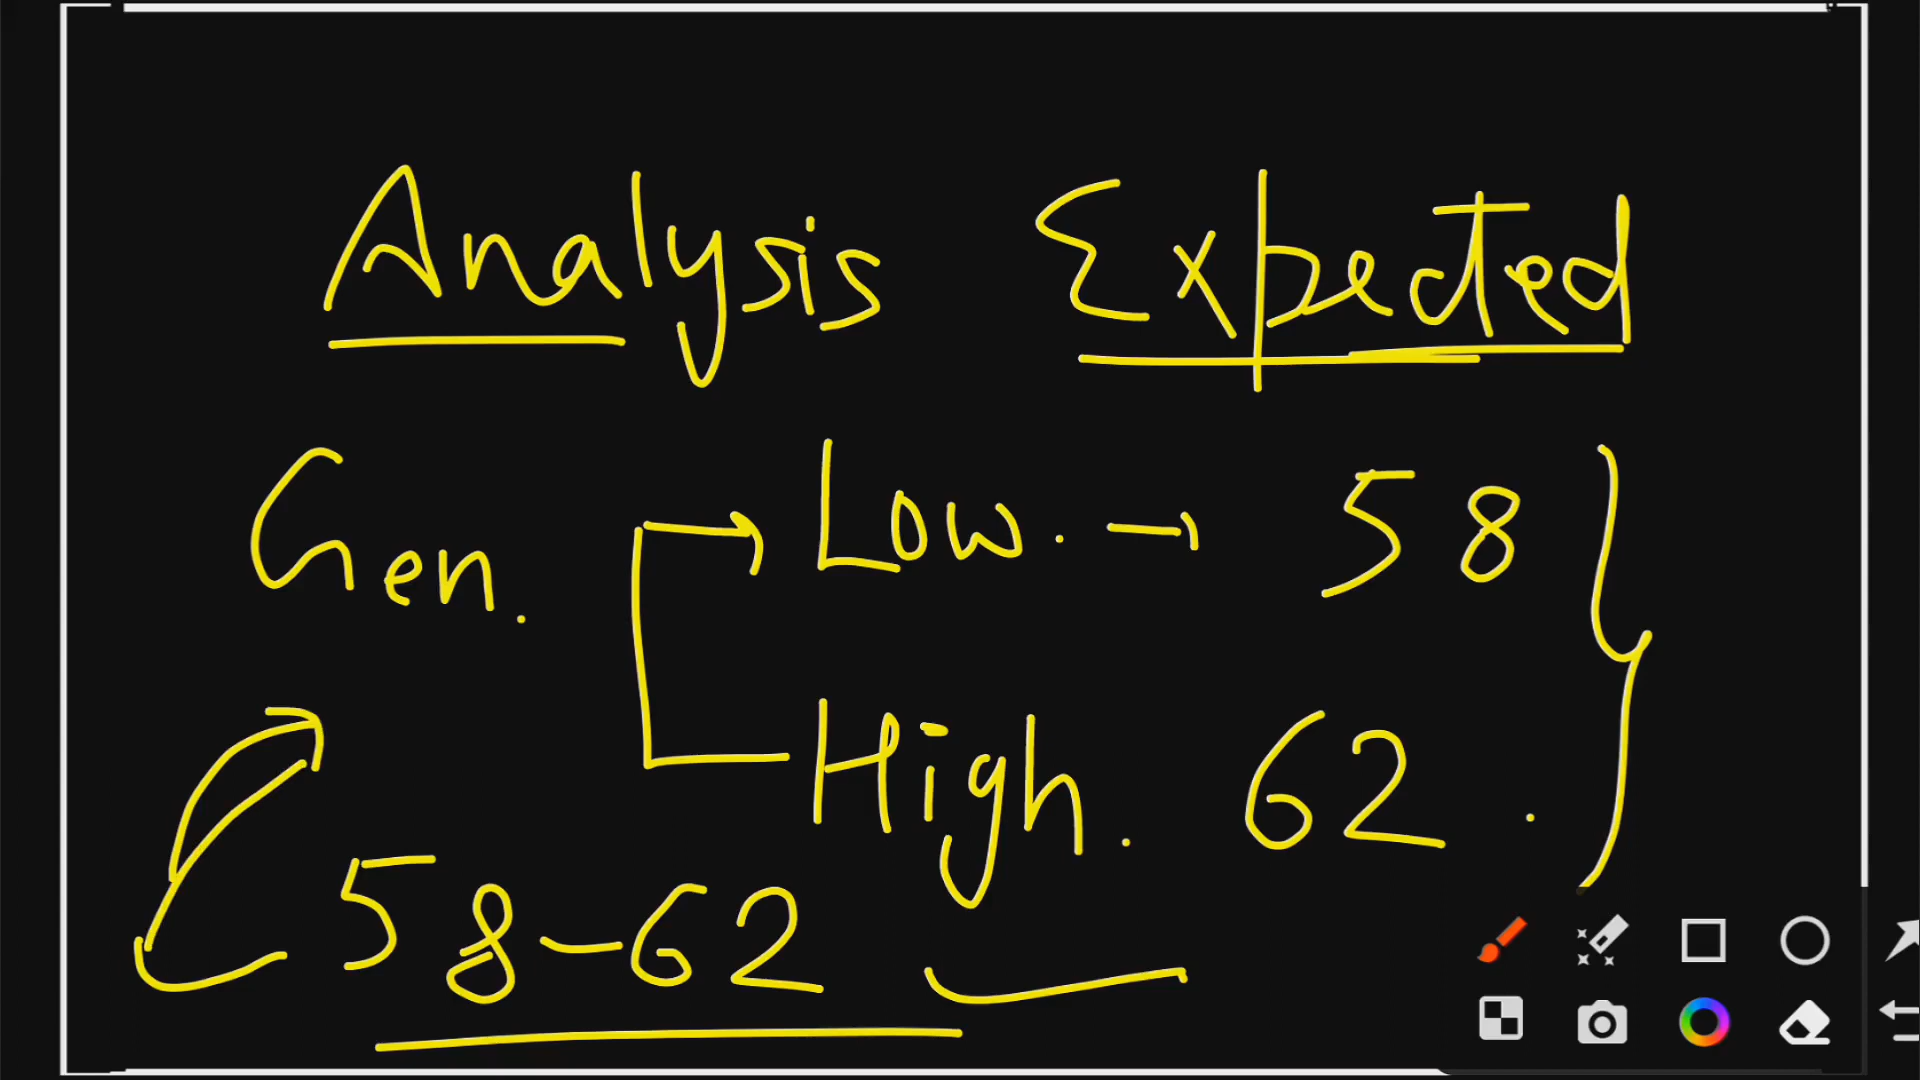 Analysis Expected
Gen. Low. → 58
High. 62.
58-62